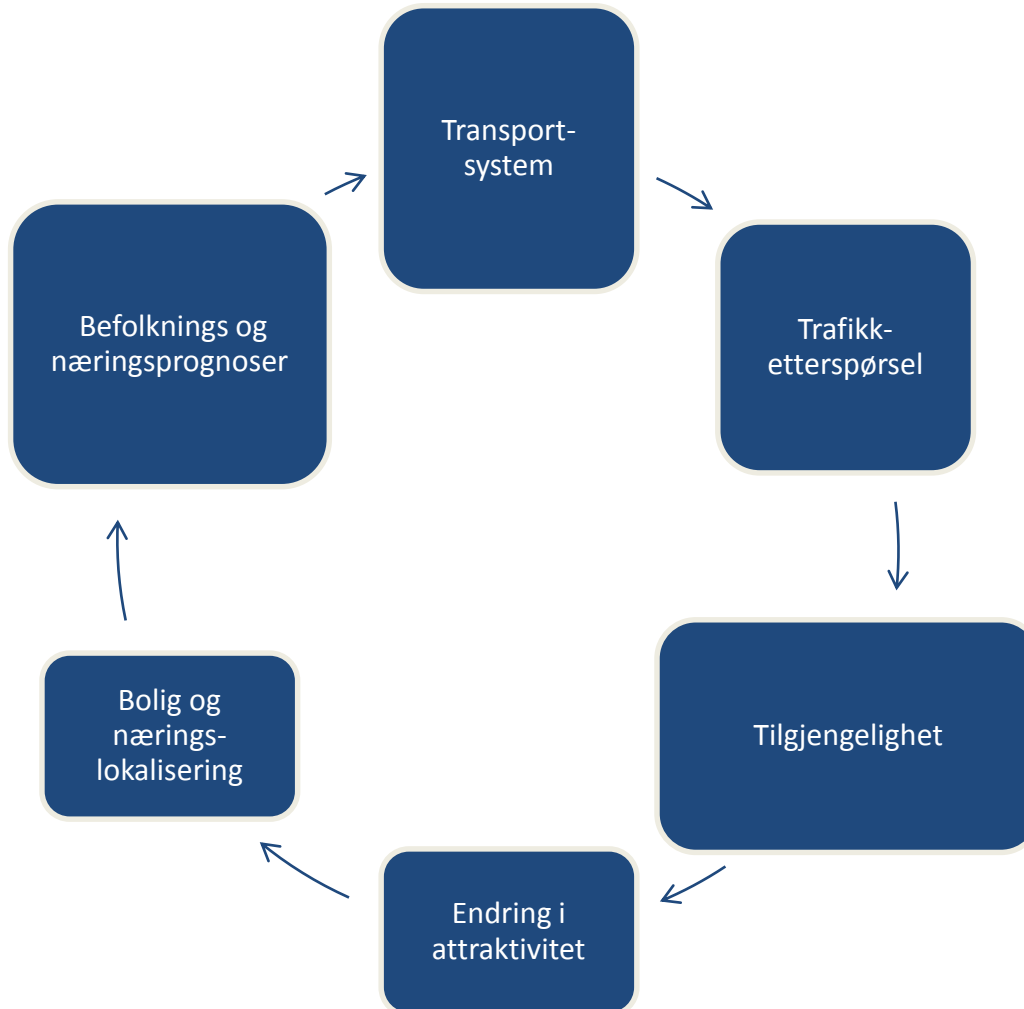 Transport-
system
Trafikk-
etterspørsel
Tilgjengelighet
Endring i
attraktivitet
Bolig og
nærings-
lokalisering
Befolknings og
næringsprognoser